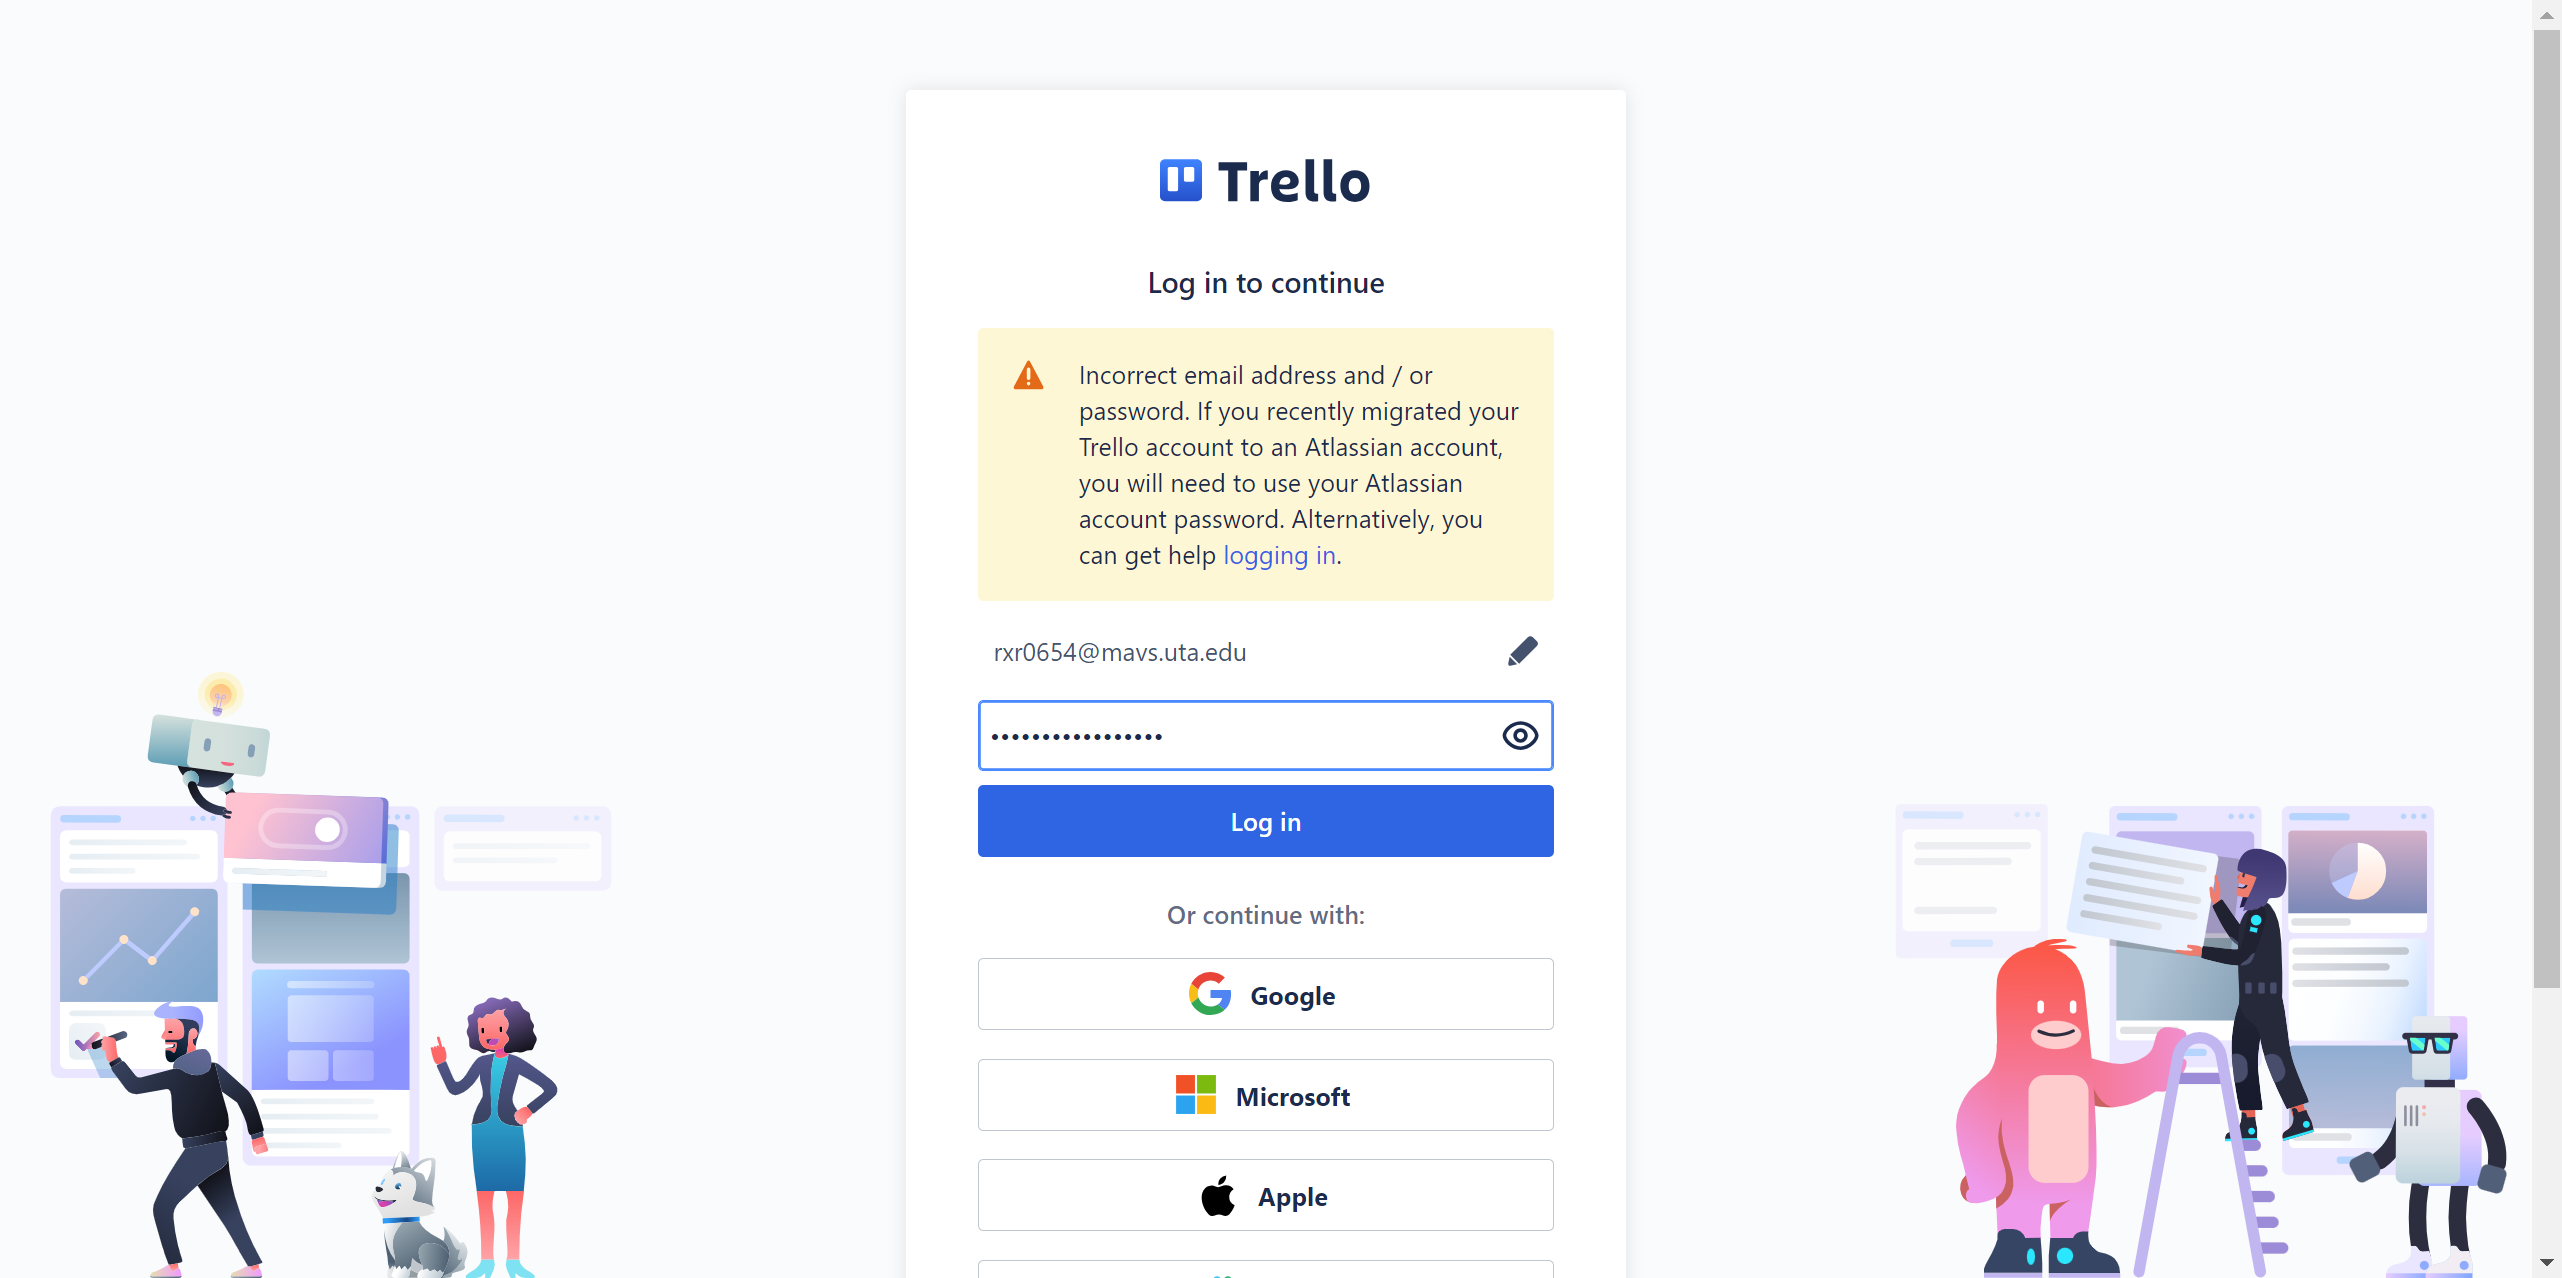 Trello
Log in to continue
Incorrect email address and / or
password. If you recently migrated your
Trello account to an Atlassian account,
you will need to use your Atlassian
account password. Alternatively, you
can get help logging in.
rxr0654@mavs.uta.edu
•••••••••••••••••
Log in
Or continue with:
Google
Microsoft
Apple